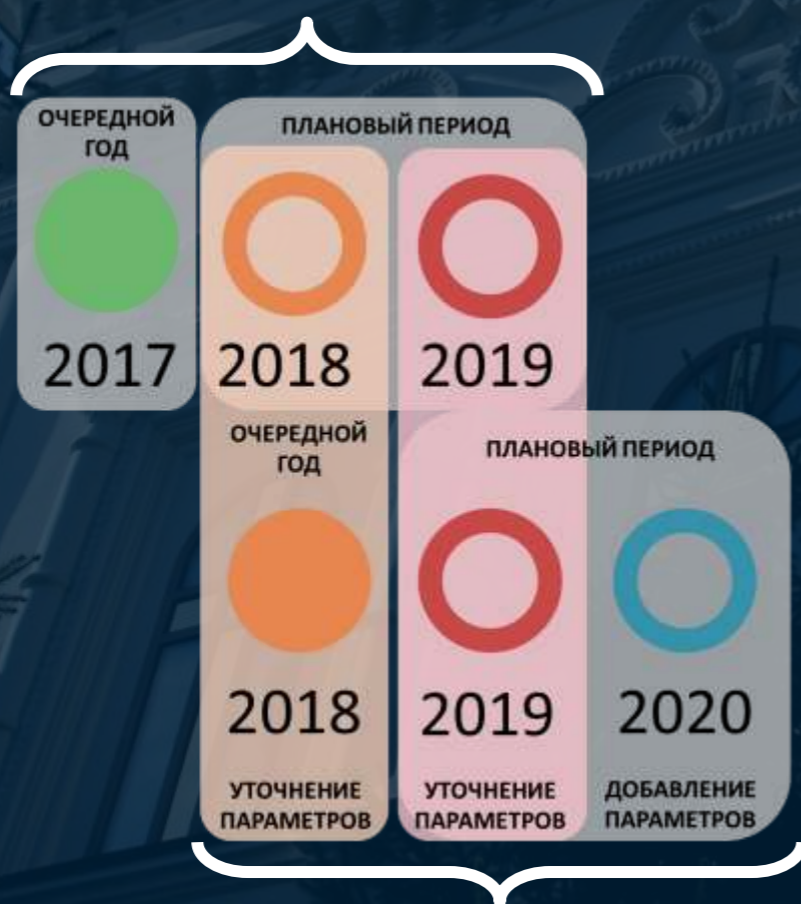 ОЧЕРЕДНОЙ
ГОД
ПЛАНОВЫЙ ПЕРИОД
2017
2018
2019
ОЧЕРЕДНОЙ
ГОД
ПЛАНОВЫЙ ПЕРИОД
2018
2019
2020
УТОЧНЕНИЕ
ПАРАМЕТРОВ
УТОЧНЕНИЕ
ПАРАМЕТРОВ
ДОБАВЛЕНИЕ
ПАРАМЕТРОВ